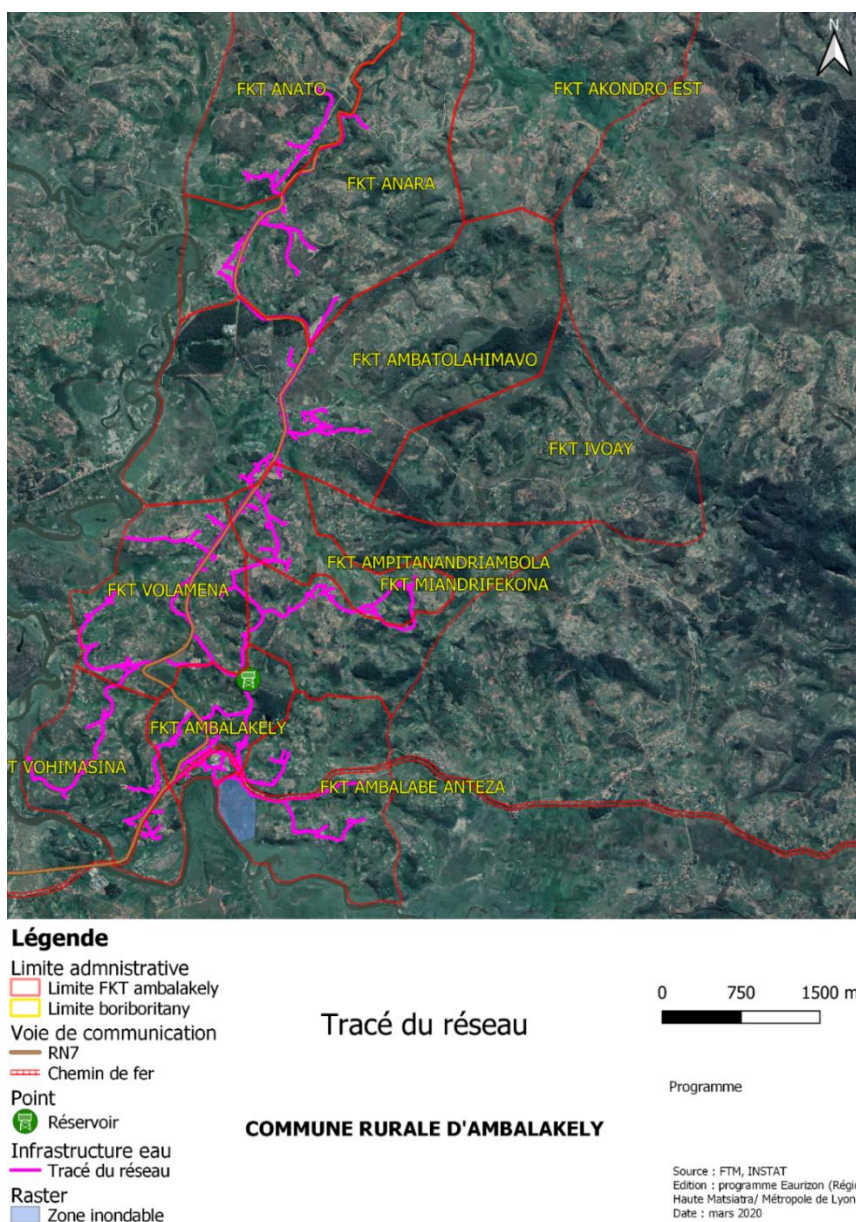 N
FKT ANATO
FKT AKONDRO EST
FKT ANARA
FKT AMBATOLAHIMAVO
FKT IVOAY
FKT AMPITANANDRIAMBOLA
FKT MIANDRIFEKONA
FKT VOLAMENA
FKT AMBALAKELY
T VOHIMASINA
FKT AMBALABE ANTEZA
Légende
Limite admnistrative
Limite FKT ambalakely
Limite boriboritany
Voie de communication
RN7
Chemin de fer
Point
Réservoir
Infrastructure eau
Tracé du réseau
Raster
Zone inondable
Tracé du réseau
COMMUNE RURALE D'AMBALAKELY
0 750 1500 m
Programme
Source : FTM, INSTAT
Edition : programme Eaurizon (Régi
Haute Matsiatra/ Métropole de Lyon
Date : mars 2020